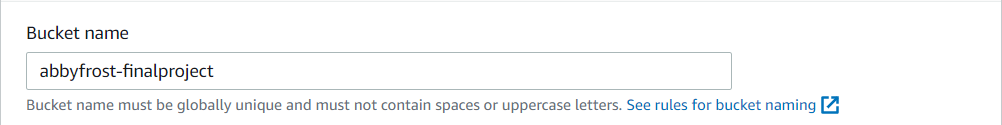 Bucket name
abbyfrost-finalproject
Bucket name must be globally unique and must not contain spaces or uppercase letters. See rules for bucket naming